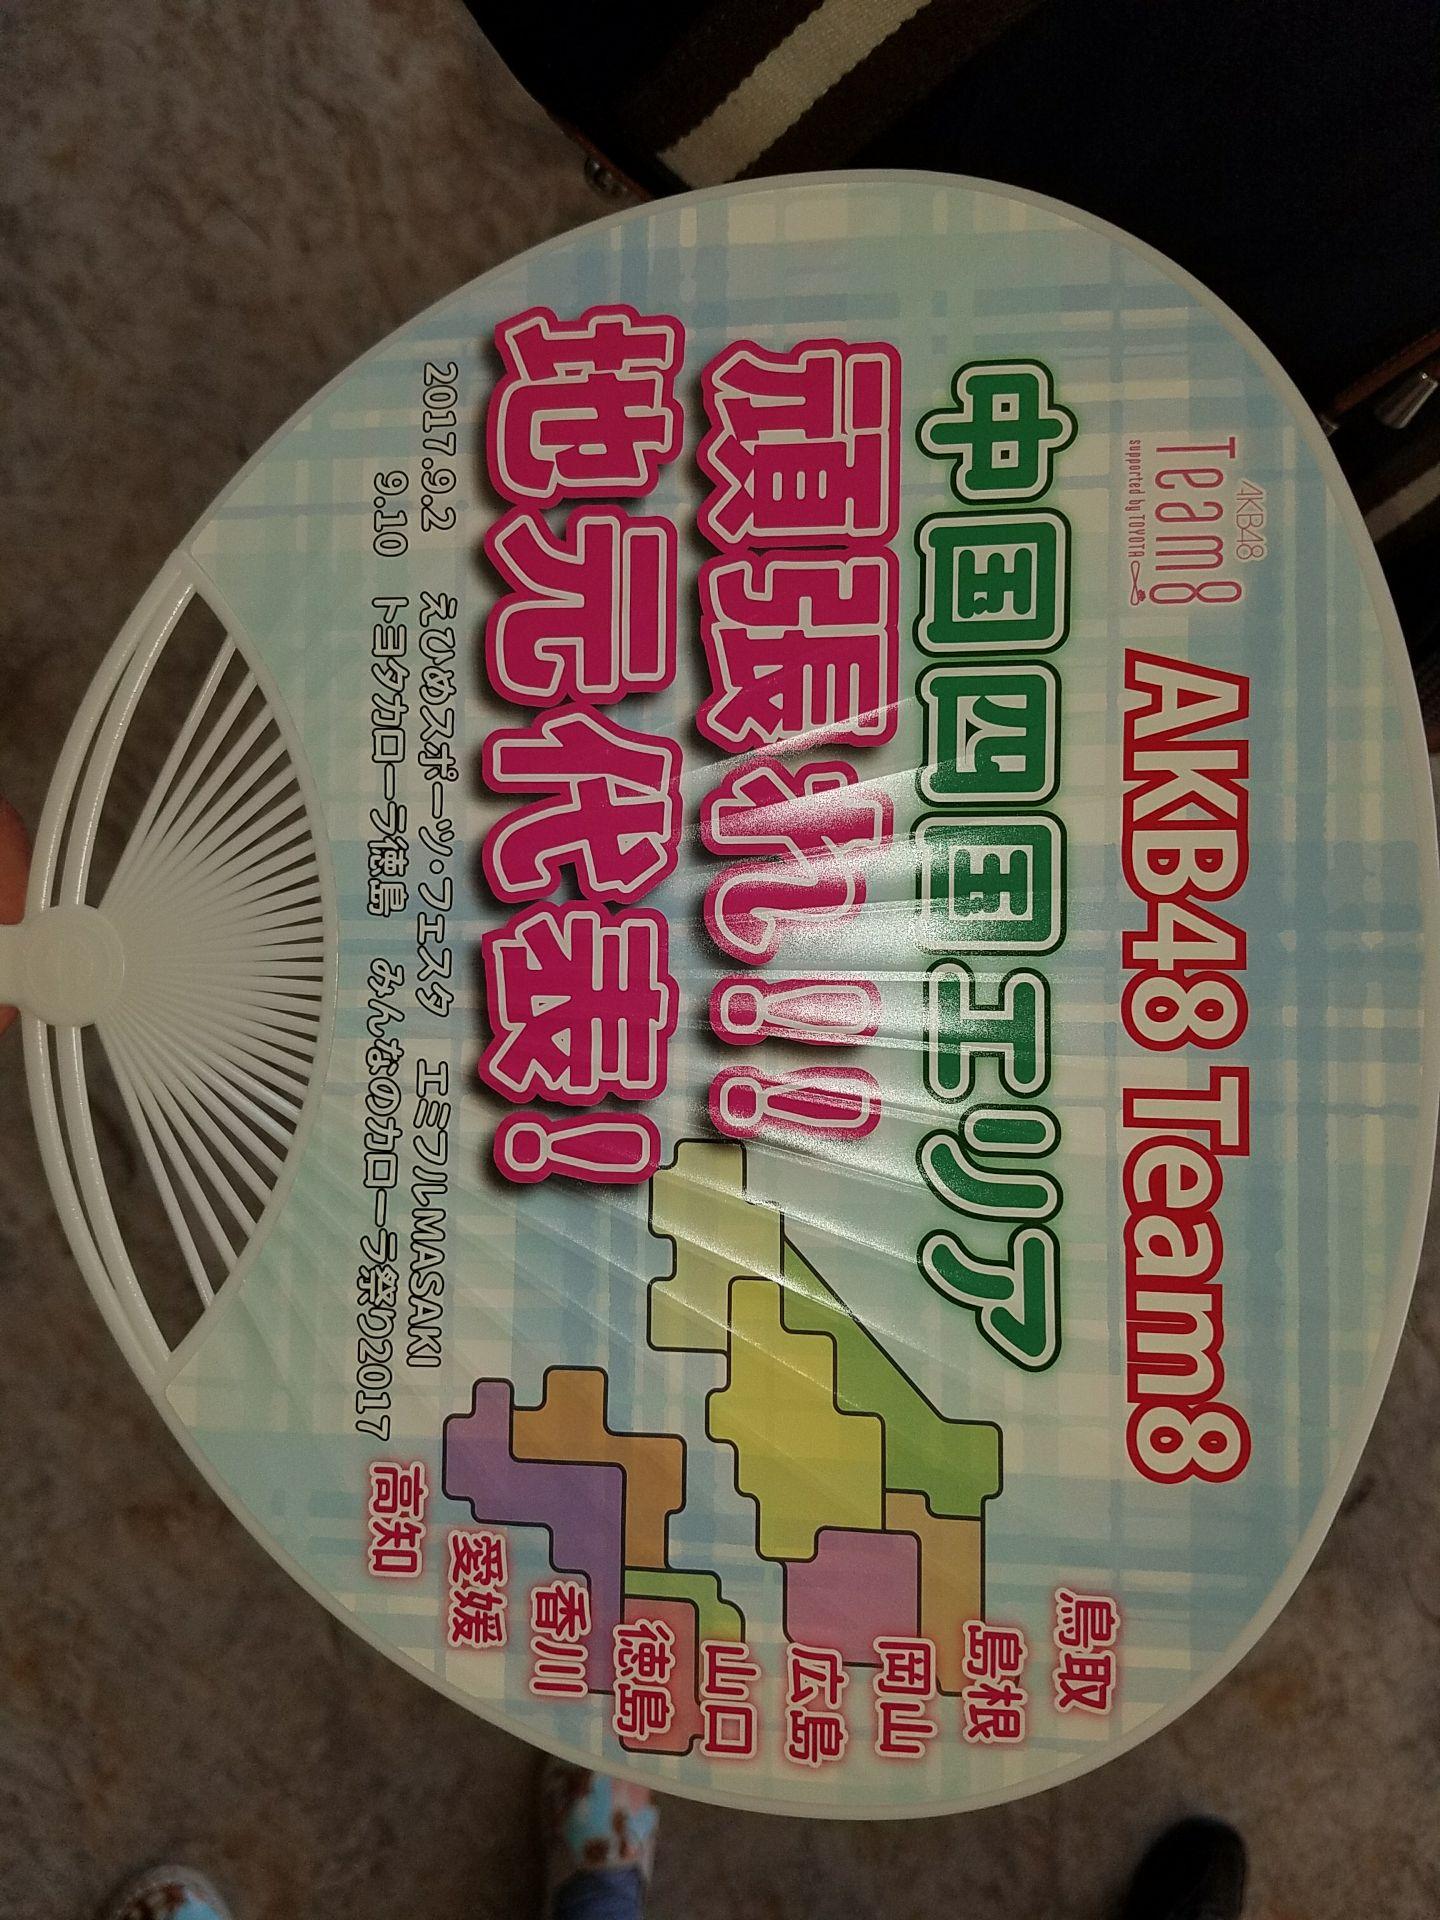 AKB48
Team8
supported by TOYOTA
AKB48 Team8
中国四国エリア
頑張れ!!
地元代表!
2017.9.2 えひめスポーツ・フェスタ エミフルMASAKI
9.10 トヨタカローラ徳島 みんなのカローラ祭り2017
鳥取
島根
岡山
広島
山口
徳島
香川
愛媛
高知